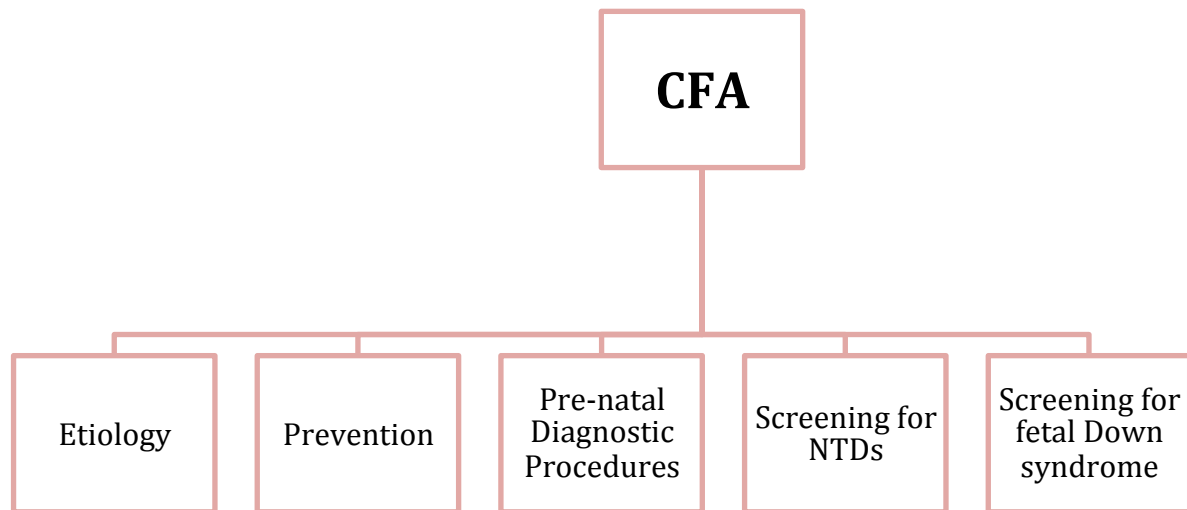 CFA
Etiology
Prevention
Pre-natal
Diagnostic
Procedures
Screening for
NTDs
Screening for
fetal Down
syndrome